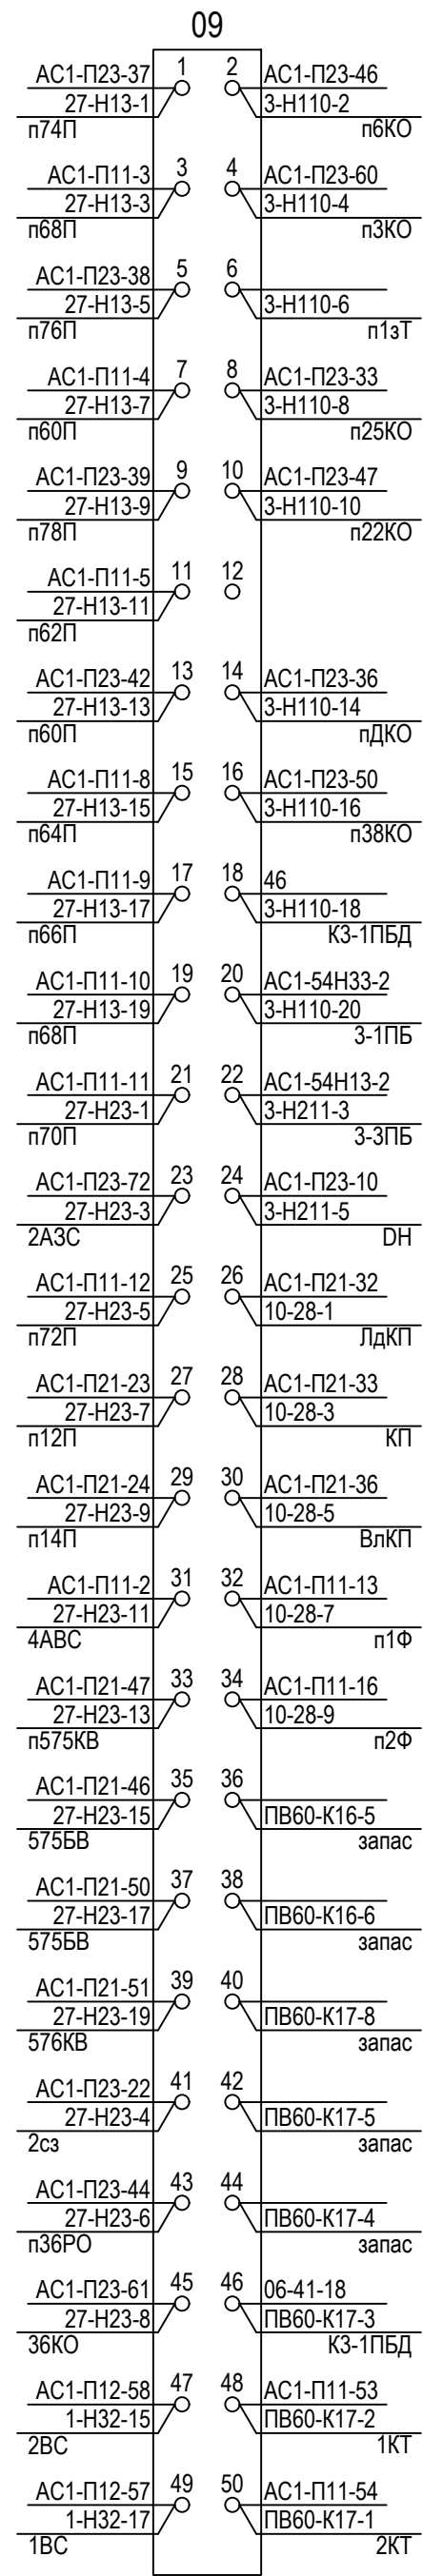 09
АС1-П23-37 1 2 АС1-П23-46
27-Н13-1 3-Н110-2
п74П п6КО
АС1-П11-3 3 4 АС1-П23-60
27-Н13-3 3-Н110-4
п68П п3КО
АС1-П23-38 5 6
27-Н13-5 3-Н110-6
п76П п1зТ
АС1-П11-4 7 8 АС1-П23-33
27-Н13-7 3-Н110-8
п60П п25КО
АС1-П23-39 9 10 АС1-П23-47
27-Н13-9 3-Н110-10
п78П п22КО
АС1-П11-5 11 12
27-Н13-11
п62П
АС1-П23-42 13 14 АС1-П23-36
27-Н13-13 3-Н110-14
п60П пДКО
АС1-П11-8 15 16 АС1-П23-50
27-Н13-15 3-Н110-16
п64П п38КО
АС1-П11-9 17 18 46
27-Н13-17 3-Н110-18
п66П К3-1ПБД
АС1-П11-10 19 20 АС1-54Н33-2
27-Н13-19 3-Н110-20
п68П 3-1ПБ
АС1-П11-11 21 22 АС1-54Н13-2
27-Н23-1 3-Н211-3
п70П 3-3ПБ
АС1-П23-72 23 24 АС1-П23-10
27-Н23-3 3-Н211-5
2АЗС DH
АС1-П11-12 25 26 АС1-П21-32
27-Н23-5 10-28-1
п72П ЛдКП
АС1-П21-23 27 28 АС1-П21-33
27-Н23-7 10-28-3
п12П КП
АС1-П21-24 29 30 АС1-П21-36
27-Н23-9 10-28-5
п14П ВлКП
АС1-П11-2 31 32 АС1-П11-13
27-Н23-11 10-28-7
4АВС п1Ф
АС1-П21-47 33 34 АС1-П11-16
27-Н23-13 10-28-9
п575КВ п2Ф
АС1-П21-46 35 36
27-Н23-15 ПВ60-К16-5
575БВ запас
АС1-П21-50 37 38
27-Н23-17 ПВ60-К16-6
575БВ запас
АС1-П21-51 39 40
27-Н23-19 ПВ60-К17-8
576КВ запас
АС1-П23-22 41 42
27-Н23-4 ПВ60-К17-5
2сз запас
АС1-П23-44 43 44
27-Н23-6 ПВ60-К17-4
п36РО запас
АС1-П23-61 45 46 06-41-18
27-Н23-8 ПВ60-К17-3
36КО К3-1ПБД
АС1-П12-58 47 48 АС1-П11-53
1-Н32-15 ПВ60-К17-2
2ВС 1КТ
АС1-П12-57 49 50 АС1-П11-54
1-Н32-17 ПВ60-К17-1
1ВС 2КТ